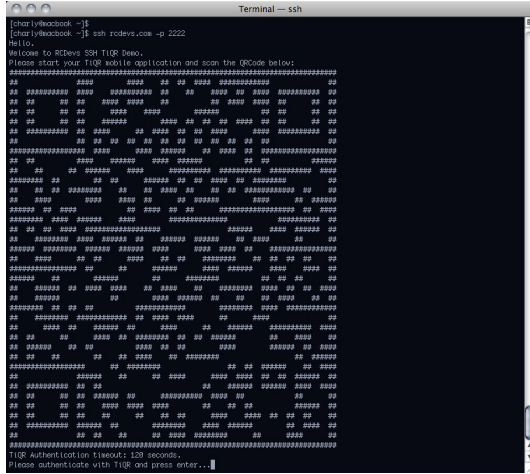 Terminal — ssh
[charly@macbook ~]$
[charly@macbook ~]$ ssh rcdevs.com -p 2222
Hello.
Welcome to RCDevs SSH TiQR Demo.
Please start your TiQR mobile application and scan the QRCode below:
TiQR Authentication timeout: 120 seconds.
Please authenticate with TiQR and press enter...